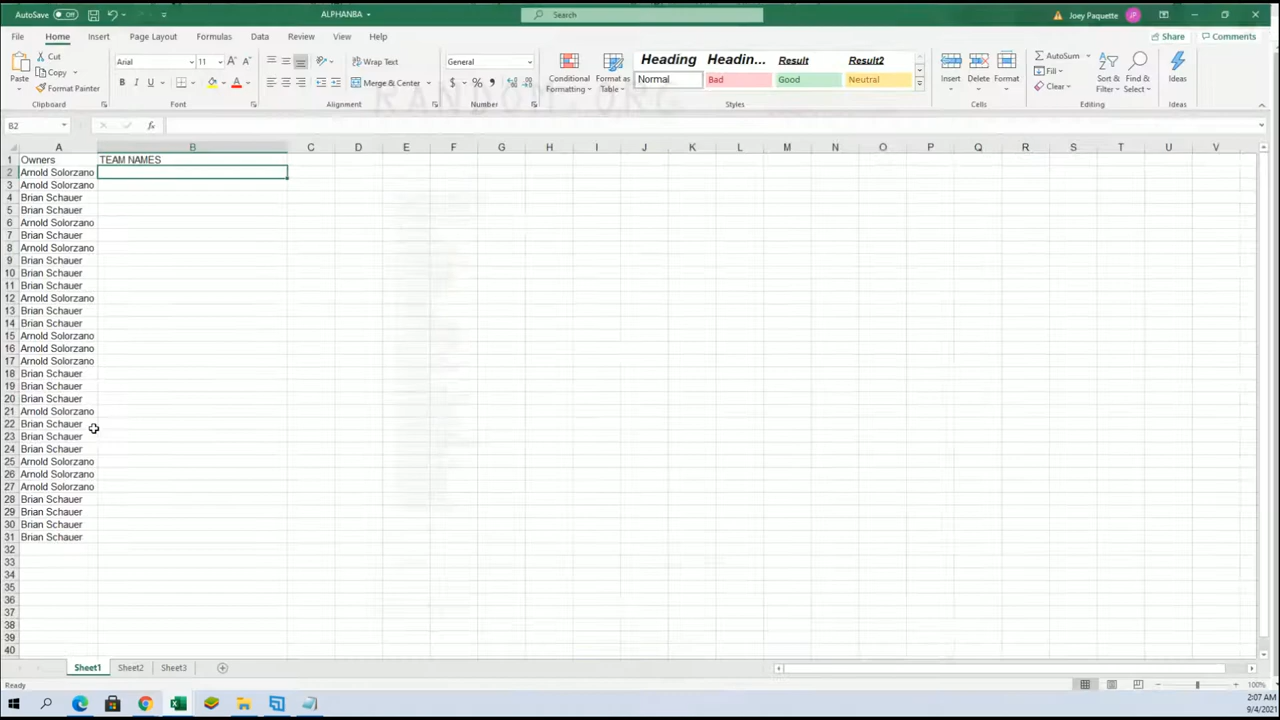 AutoSave Off ALPHANBA Search Joey Paquette JP
File Home Insert Page Layout Formulas Data Review View Help Share Comments
Paste Cut Copy Format Painter Clipboard
Arial 11 B I U A Font
Wrap Text Merge & Center Alignment
General $ % Number
Conditional Formatting Format as Table
Heading Headin... Result Result2
Normal Bad Good Neutral
Styles
Insert Delete Format Cells
AutoSum Fill Clear Sort & Filter Find & Select Editing
Ideas Ideas
RANDOM.ORG
B2 fx
A B C D E F G H I J K L M N O P Q R S T U V
1 Owners TEAM NAMES
2 Arnold Solorzano
3 Arnold Solorzano
4 Brian Schauer
5 Brian Schauer
6 Arnold Solorzano
7 Brian Schauer
8 Arnold Solorzano
9 Brian Schauer
10 Brian Schauer
11 Brian Schauer
12 Arnold Solorzano
13 Brian Schauer
14 Brian Schauer
15 Arnold Solorzano
16 Arnold Solorzano
17 Arnold Solorzano
18 Brian Schauer
19 Brian Schauer
20 Brian Schauer
21 Arnold Solorzano
22 Brian Schauer
23 Brian Schauer
24 Brian Schauer
25 Arnold Solorzano
26 Arnold Solorzano
27 Arnold Solorzano
28 Brian Schauer
29 Brian Schauer
30 Brian Schauer
31 Brian Schauer
32
33
34
35
36
37
38
39
40
Sheet1 Sheet2 Sheet3
Ready 100%
2:07 AM
9/4/2021